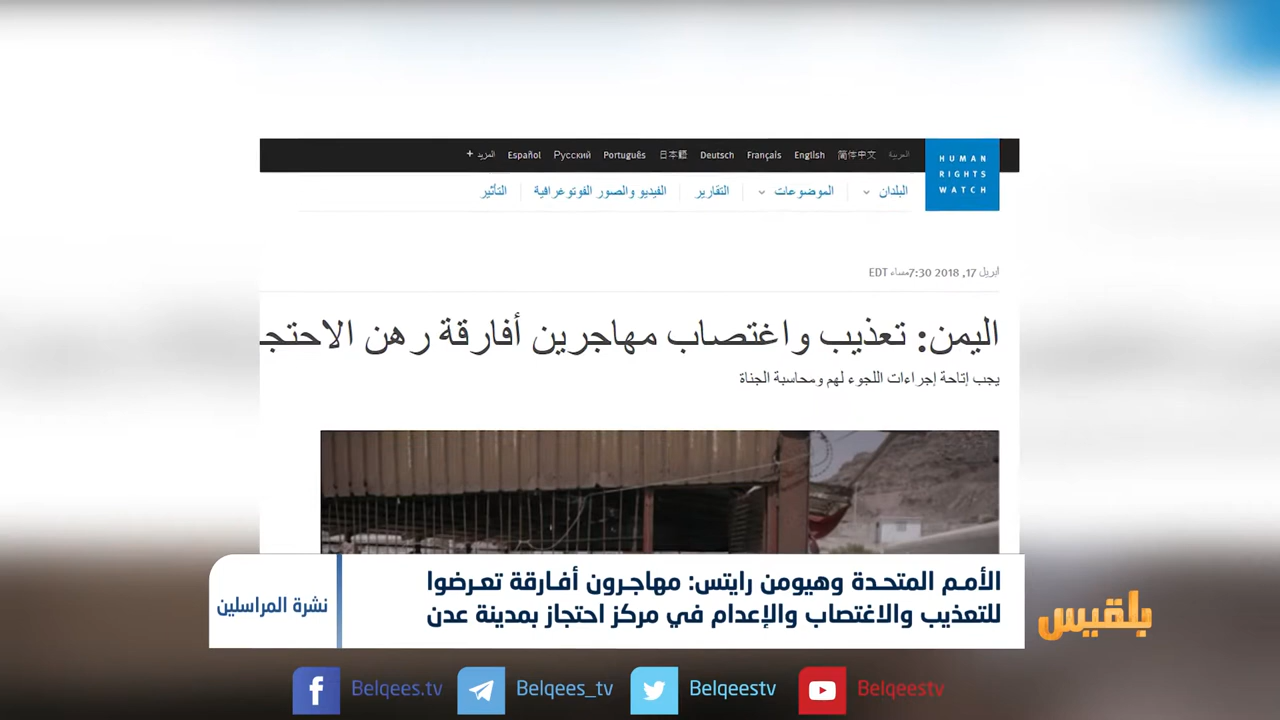 العربية 简体中文 English Français Deutsch 日本語 Português Русский Español المزيد +
HUMAN
RIGHTS
WATCH
البلدان الموضوعات التقارير الفيديو والصور الفوتوغرافية التأثير
أبريل 17, 2018 7:30مساء EDT
اليمن: تعذيب واغتصاب مهاجرين أفارقة رهن الاحتج
يجب إتاحة إجراءات اللجوء لهم ومحاسبة الجناة
الأمم المتحدة وهيومن رايتس: مهاجرون أفارقة تعرضوا
للتعذيب والاغتصاب والإعدام في مركز احتجاز بمدينة عدن
نشرة المراسلين
بلقيس
Belqees.tv Belqees_tv Belqeestv Belqeestv